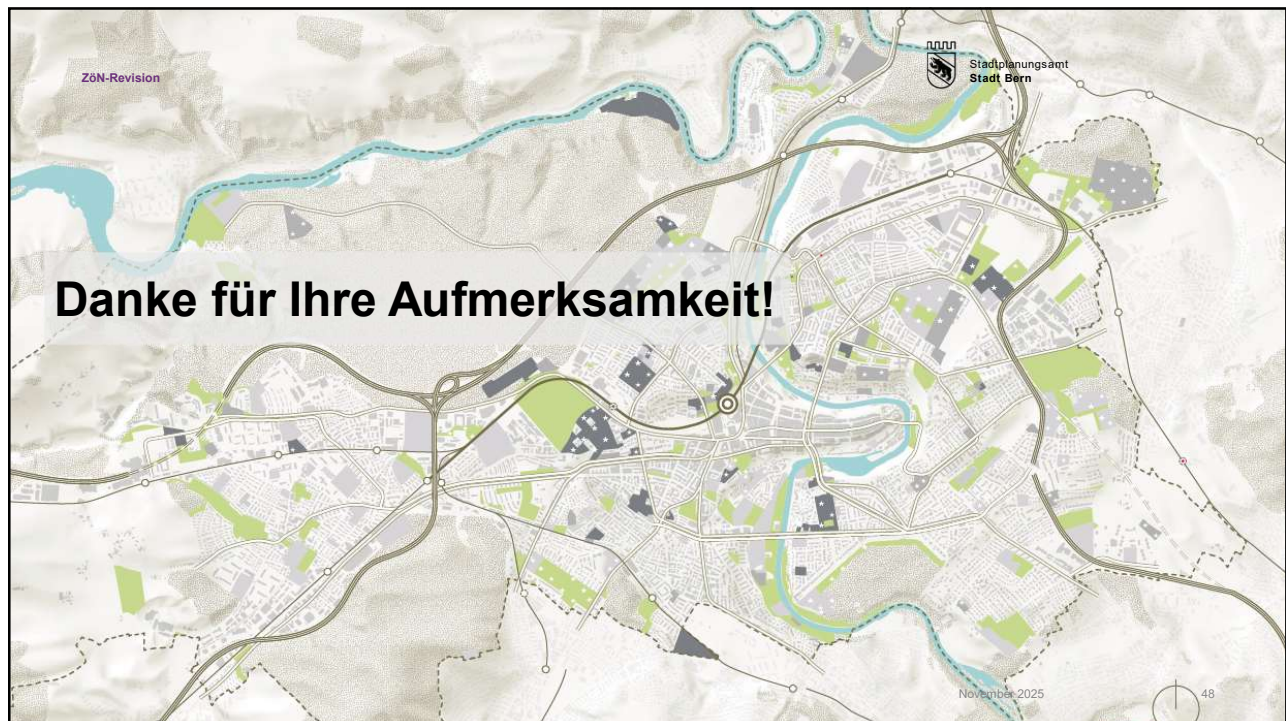 ZöN-Revision
Stadtplanungsamt
Stadt Bern
Danke für Ihre Aufmerksamkeit!
November 2025
48